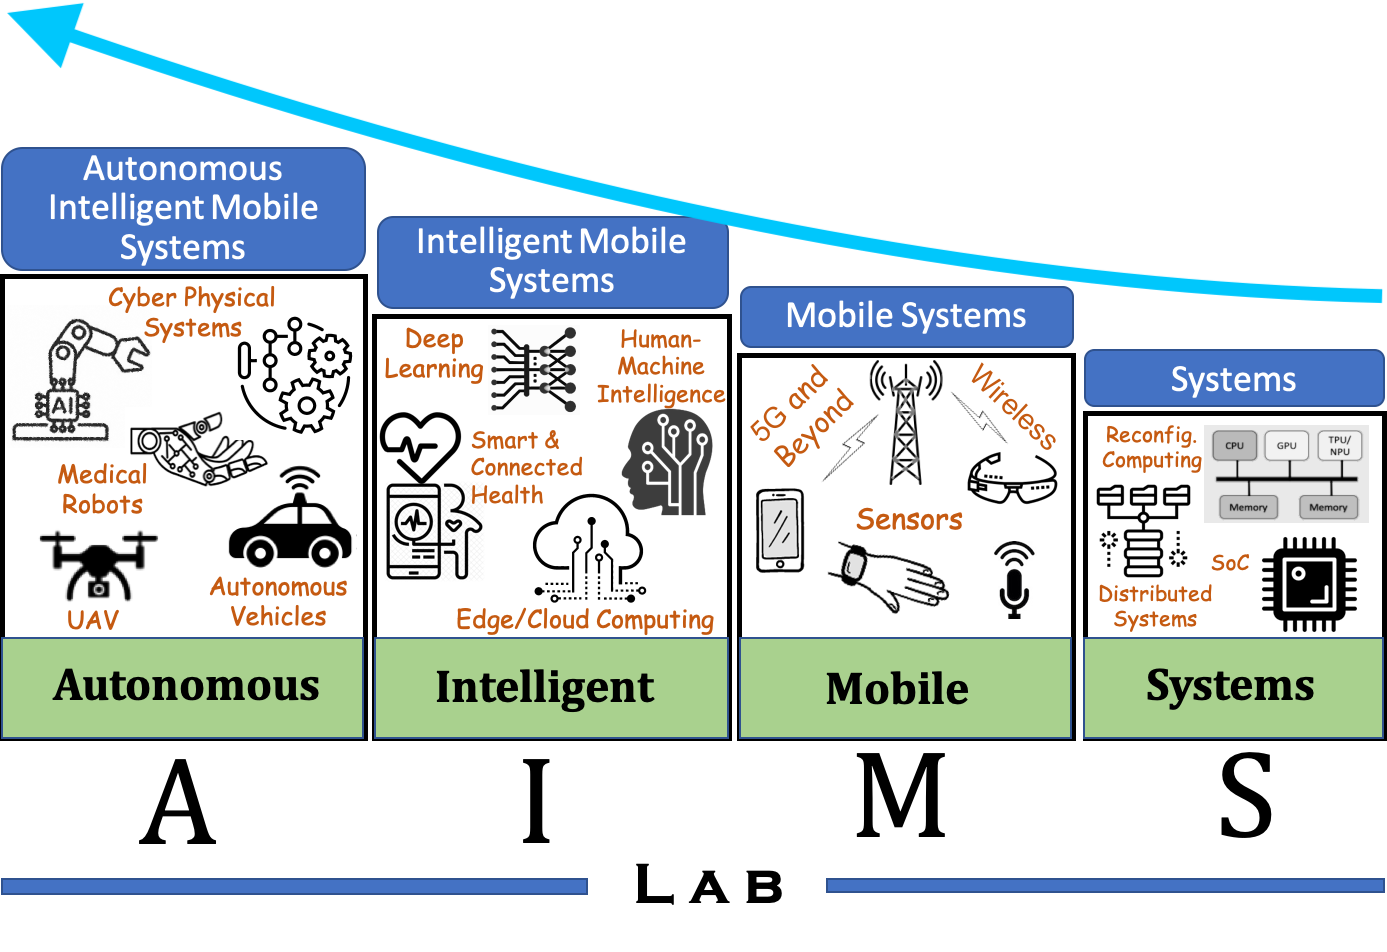 Autonomous
Intelligent Mobile
Systems
Cyber Physical
Systems
AI
Medical
Robots
UAV
Autonomous
Vehicles
Autonomous
A
Intelligent Mobile
Systems
Deep
Learning
Human-
Machine
Intelligence
Smart &
Connected
Health
Edge/Cloud Computing
Intelligent
I
Mobile Systems
5G and
Beyond
Wireless
Sensors
Mobile
M
Systems
Reconfig.
Computing
CPU
GPU
TPU/
NPU
Memory
Memory
SoC
Distributed
Systems
Systems
S
LAB